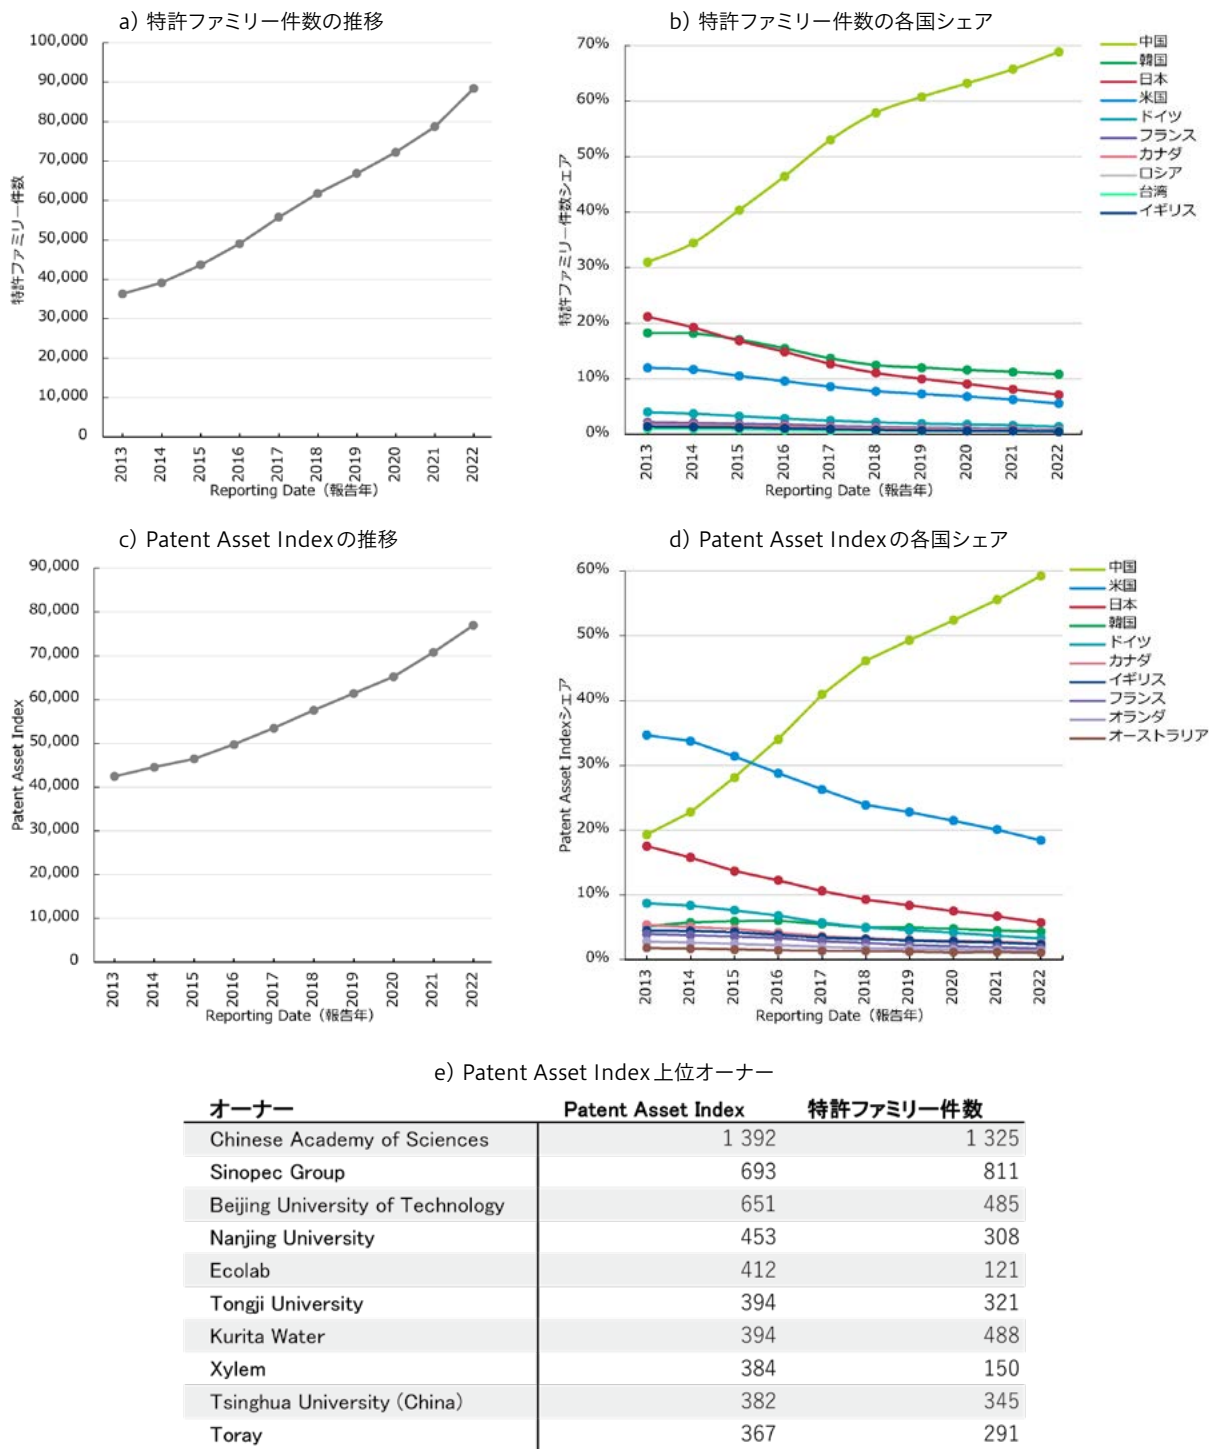 a）特許ファミリー件数の推移
100,000
90,000
80,000
70,000
60,000
50,000
40,000
30,000
20,000
10,000
0
特許ファミリー件数
2013
2014
2015
2016
2017
2018
2019
2020
2021
2022
Reporting Date（報告年）
b）特許ファミリー件数の各国シェア
70%
60%
50%
40%
30%
20%
10%
0%
特許ファミリー件数シェア
2013
2014
2015
2016
2017
2018
2019
2020
2021
2022
Reporting Date（報告年）
中国
韓国
日本
米国
ドイツ
フランス
カナダ
ロシア
台湾
イギリス
c）Patent Asset Indexの推移
90,000
80,000
70,000
60,000
50,000
40,000
30,000
20,000
10,000
0
Patent Asset Index
2013
2014
2015
2016
2017
2018
2019
2020
2021
2022
Reporting Date（報告年）
d）Patent Asset Indexの各国シェア
60%
50%
40%
30%
20%
10%
0%
Patent Asset Indexシェア
2013
2014
2015
2016
2017
2018
2019
2020
2021
2022
Reporting Date（報告年）
中国
米国
日本
韓国
ドイツ
カナダ
イギリス
フランス
オランダ
オーストラリア
e）Patent Asset Index上位オーナー
オーナー Patent Asset Index 特許ファミリー件数
Chinese Academy of Sciences 1 392 1 325
Sinopec Group 693 811
Beijing University of Technology 651 485
Nanjing University 453 308
Ecolab 412 121
Tongji University 394 321
Kurita Water 394 488
Xylem 384 150
Tsinghua University (China) 382 345
Toray 367 291